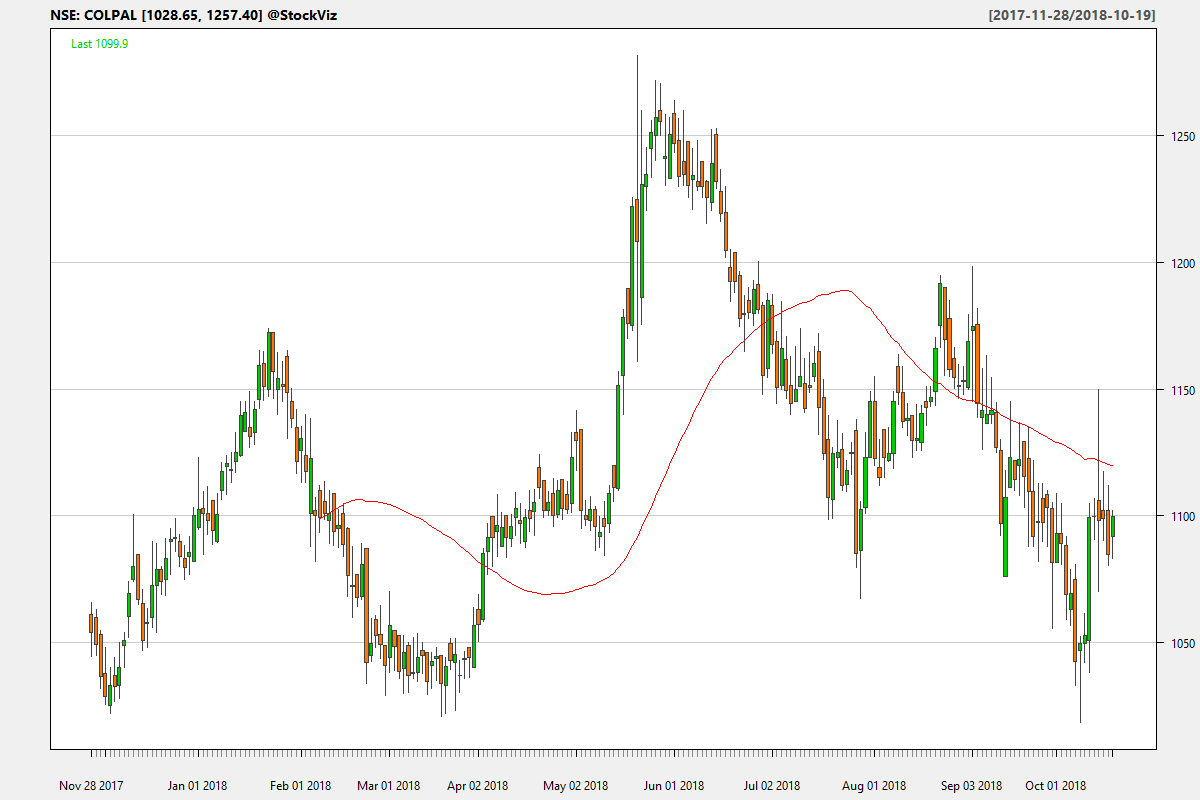 NSE: COLPAL [1028.65, 1257.40] @StockViz
[2017-11-28/2018-10-19]
Last 1099.9
1250
1200
1150
1100
1050
Nov 28 2017 Jan 01 2018 Feb 01 2018 Mar 01 2018 Apr 02 2018 May 02 2018 Jun 01 2018 Jul 02 2018 Aug 01 2018 Sep 03 2018 Oct 01 2018